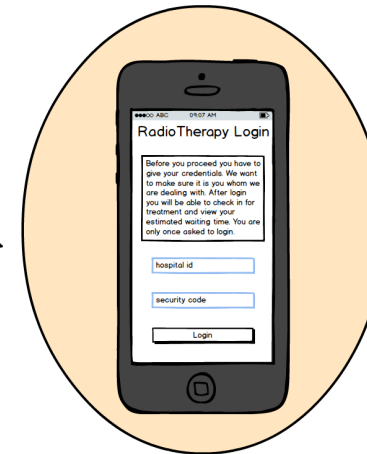 ABC 09:07 AM
RadioTherapy Login
Before you proceed you have to
give your credentials. We want
to make sure it is you whom we
are dealing with. After login
you will be able to check in for
treatment and view your
estimated waiting time. You are
only once asked to login.
hospital id
security code
Login